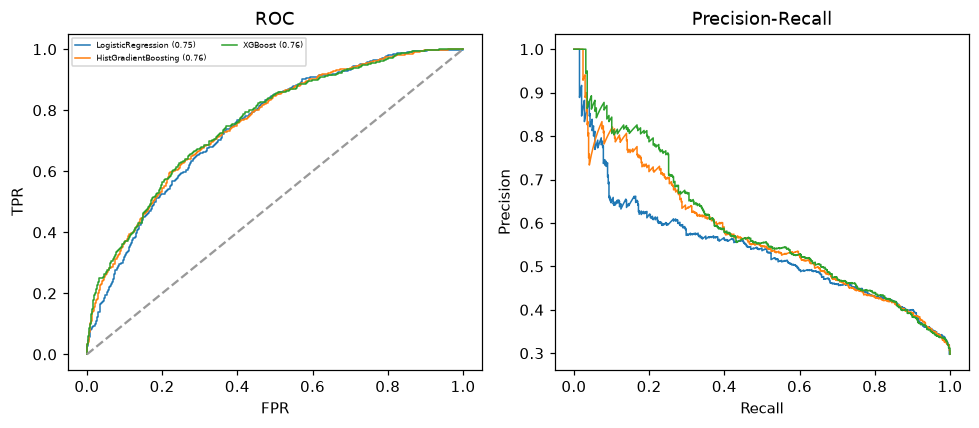 ROC
LogisticRegression (0.75)
HistGradientBoosting (0.76)
XGBoost (0.76)
1.0
0.8
0.6
0.4
0.2
0.0
TPR
0.0 0.2 0.4 0.6 0.8 1.0
FPR
Precision-Recall
1.0
0.9
0.8
0.7
0.6
0.5
0.4
0.3
Precision
0.0 0.2 0.4 0.6 0.8 1.0
Recall